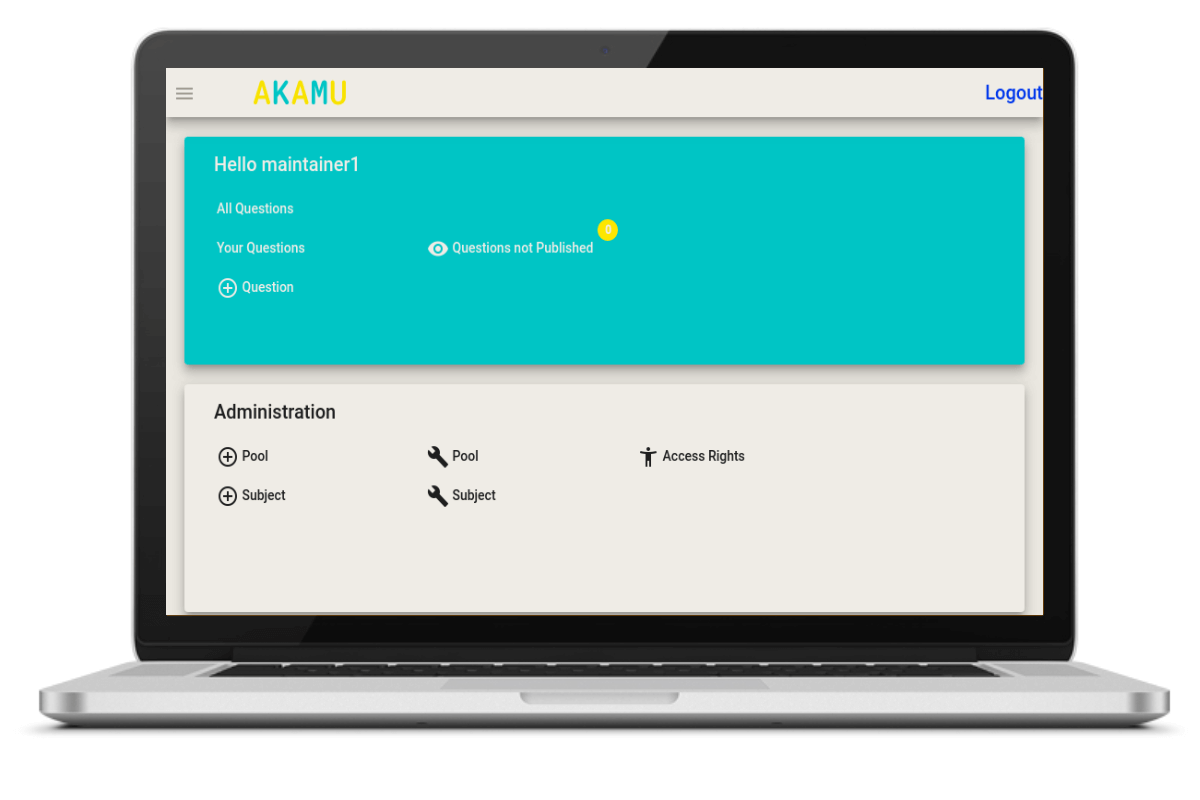 AKAMU
Logout
Hello maintainer1
All Questions
Your Questions
Questions not Published
0
Question
Administration
Pool
Pool
Access Rights
Subject
Subject